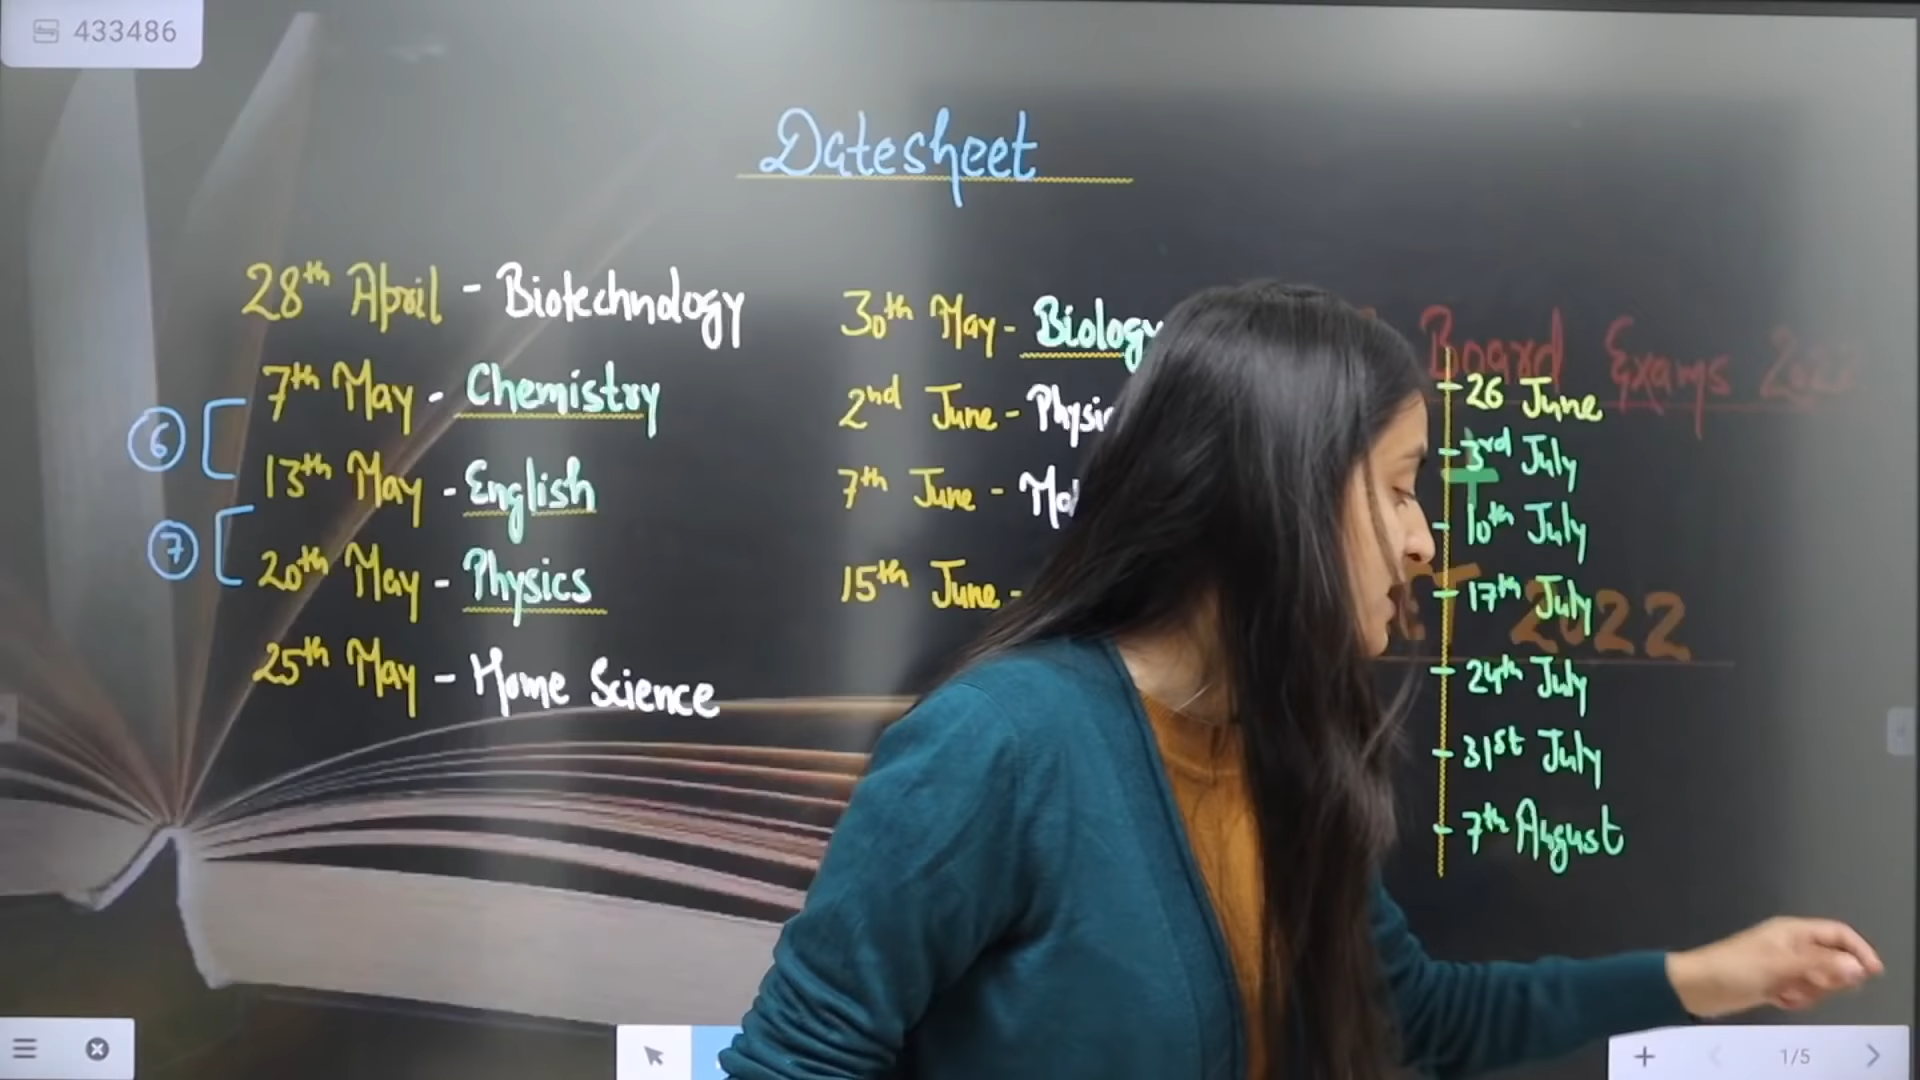 433486
Datesheet
28th April - Biotechnology
7th May - Chemistry
6
13th May - English
7
20th May - Physics
25th May - Home Science
30th May - Biology
2nd June -
7th June -
15th June -
Board Exams 2022
2022
26 June
3rd July
10th July
17th July
24th July
31st July
7th August
1/5